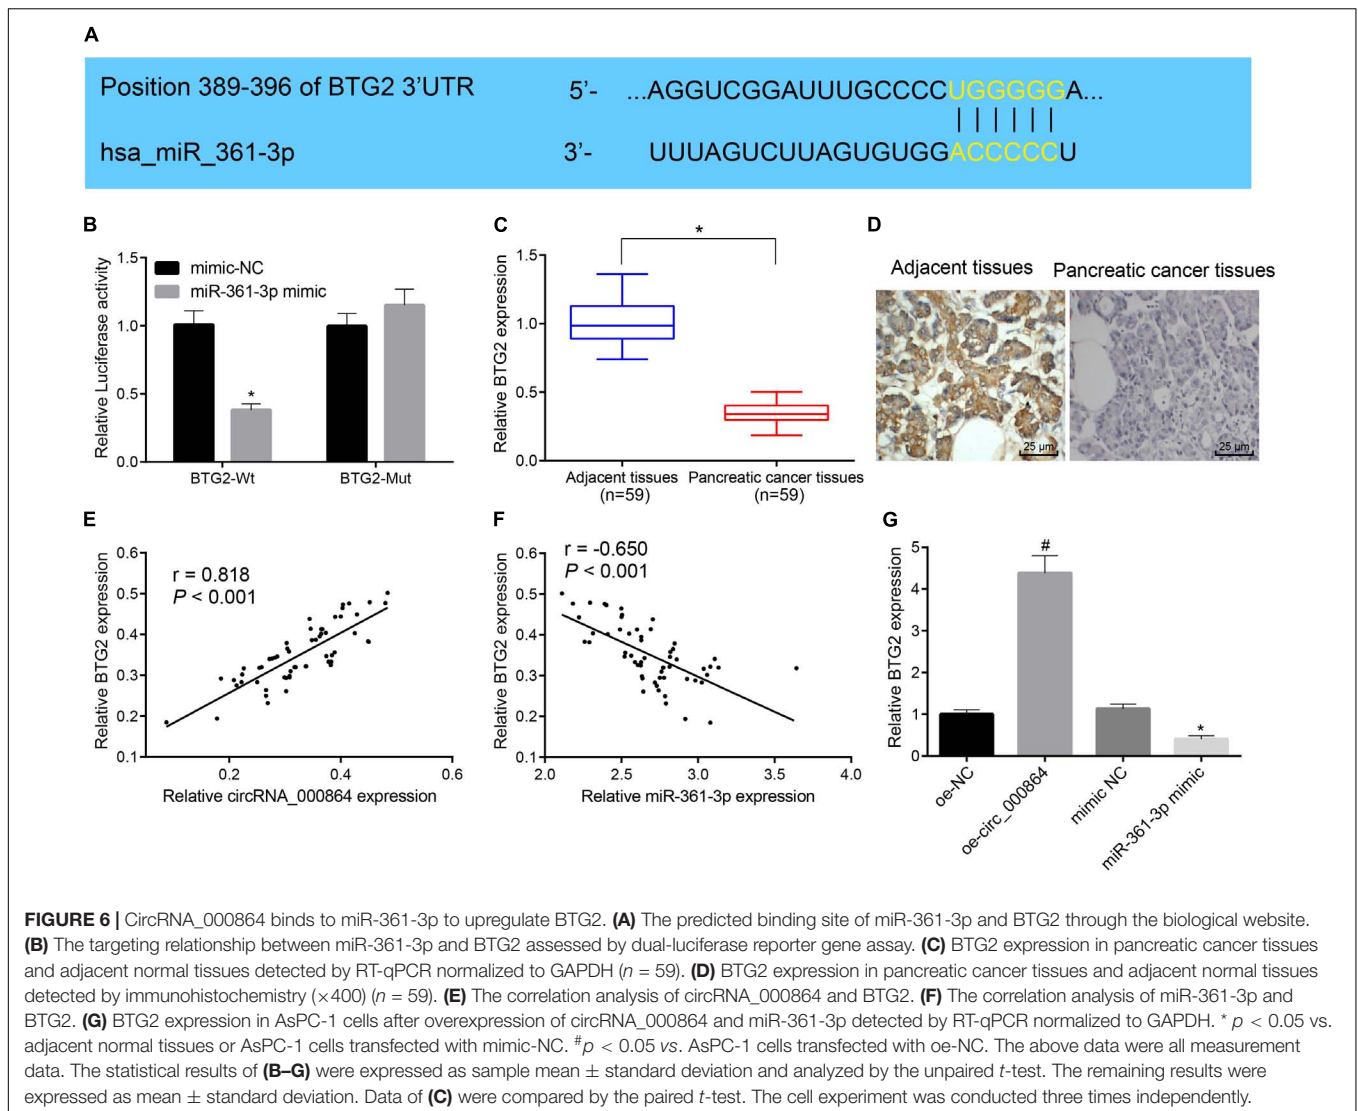 A
Position 389-396 of BTG2 3'UTR 5'- ...AGGUCGGAUUUGCCCCUGGGGGA...
hsa_miR_361-3p 3'- UUUAGUCUUAGUGUGGACCCCCU
B
Relative Luciferase activity
1.5
1.0
0.5
0.0
mimic-NC
miR-361-3p mimic
*
BTG2-Wt BTG2-Mut
C
Relative BTG2 expression
1.5
1.0
0.5
0.0
*
Adjacent tissues Pancreatic cancer tissues
(n=59) (n=59)
D
Adjacent tissues Pancreatic cancer tissues
25 µm 25 µm
E
Relative BTG2 expression
0.6
0.5
0.4
0.3
0.2
0.1
r = 0.818
P < 0.001
0.2 0.4 0.6
Relative circRNA_000864 expression
F
Relative BTG2 expression
0.6
0.5
0.4
0.3
0.2
0.1
r = -0.650
P < 0.001
2.0 2.5 3.0 3.5 4.0
Relative miR-361-3p expression
G
Relative BTG2 expression
5
4
3
2
1
0
#
*
oe-NC
oe-circ_000864
mimic NC
miR-361-3p mimic
FIGURE 6 | CircRNA_000864 binds to miR-361-3p to upregulate BTG2. (A) The predicted binding site of miR-361-3p and BTG2 through the biological website.
(B) The targeting relationship between miR-361-3p and BTG2 assessed by dual-luciferase reporter gene assay. (C) BTG2 expression in pancreatic cancer tissues
and adjacent normal tissues detected by RT-qPCR normalized to GAPDH (n = 59). (D) BTG2 expression in pancreatic cancer tissues and adjacent normal tissues
detected by immunohistochemistry (×400) (n = 59). (E) The correlation analysis of circRNA_000864 and BTG2. (F) The correlation analysis of miR-361-3p and
BTG2. (G) BTG2 expression in AsPC-1 cells after overexpression of circRNA_000864 and miR-361-3p detected by RT-qPCR normalized to GAPDH. * p < 0.05 vs.
adjacent normal tissues or AsPC-1 cells transfected with mimic-NC. #p < 0.05 vs. AsPC-1 cells transfected with oe-NC. The above data were all measurement
data. The statistical results of (B–G) were expressed as sample mean ± standard deviation and analyzed by the unpaired t-test. The remaining results were
expressed as mean ± standard deviation. Data of (C) were compared by the paired t-test. The cell experiment was conducted three times independently.